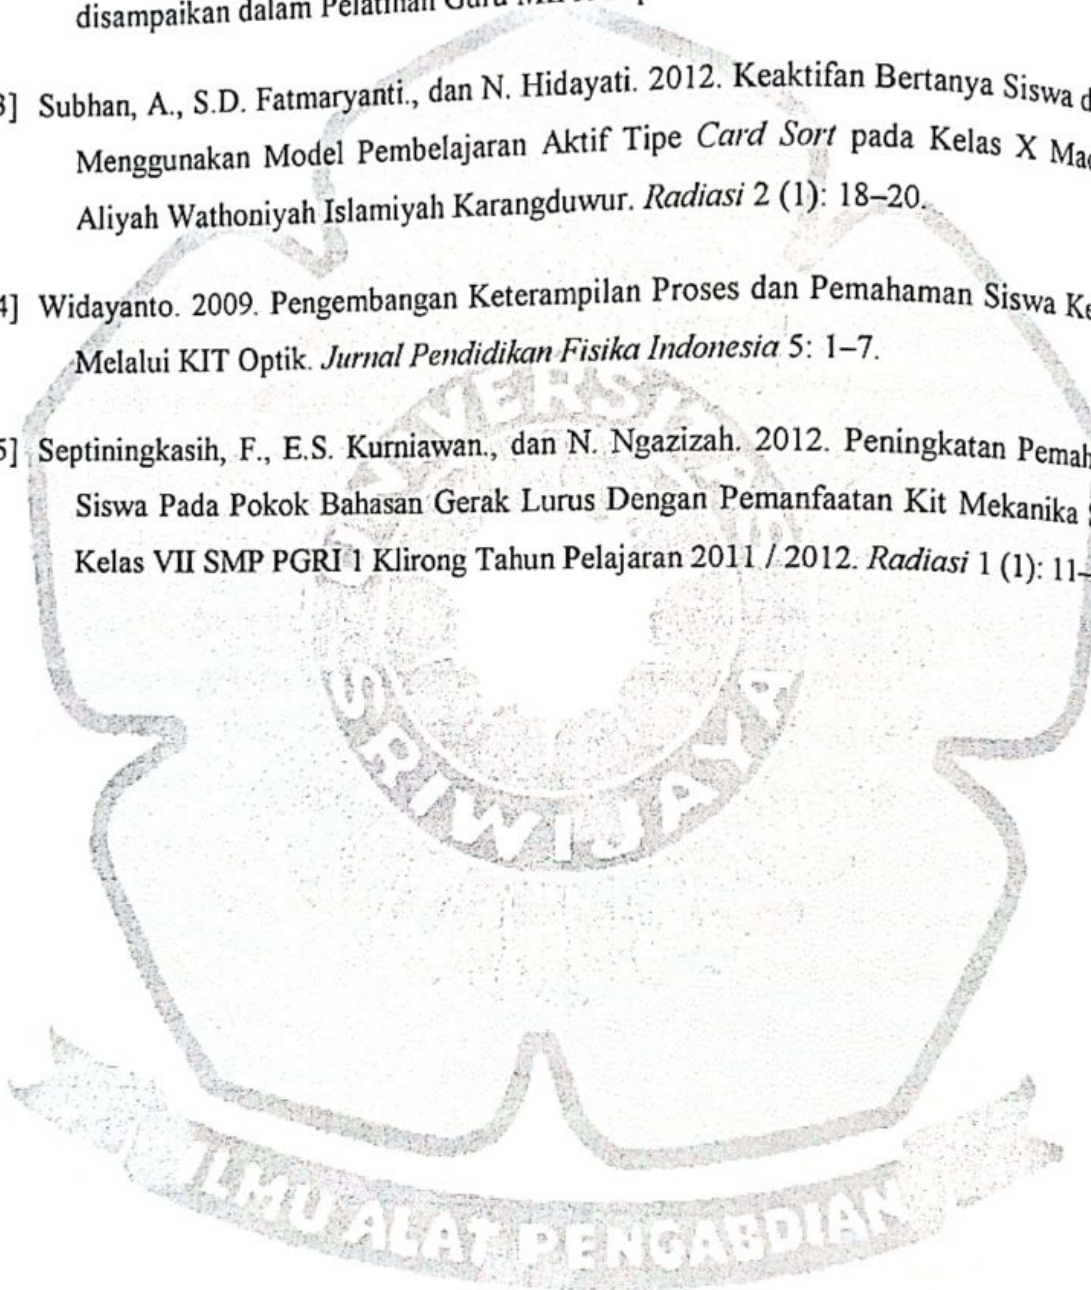 disampaikan dalam Pelatihan Guru
3] Subhan, A., S.D. Fatmaryanti., dan N. Hidayati. 2012. Keaktifan Bertanya Siswa d
Menggunakan Model Pembelajaran Aktif Tipe Card Sort pada Kelas X Mad
Aliyah Wathoniyah Islamiyah Karangduwur. Radiasi 2 (1): 18–20.
4] Widayanto. 2009. Pengembangan Keterampilan Proses dan Pemahaman Siswa Ke
Melalui KIT Optik. Jurnal Pendidikan Fisika Indonesia 5: 1–7.
5] Septiningkasih, F., E.S. Kurniawan., dan N. Ngazizah. 2012. Peningkatan Pemah
Siswa Pada Pokok Bahasan Gerak Lurus Dengan Pemanfaatan Kit Mekanika
Kelas VII SMP PGRI 1 Klirong Tahun Pelajaran 2011 / 2012. Radiasi 1 (1): 11–
UNIVERSITAS
SRIWIJAYA
ILMU ALAT PENGABDIAN